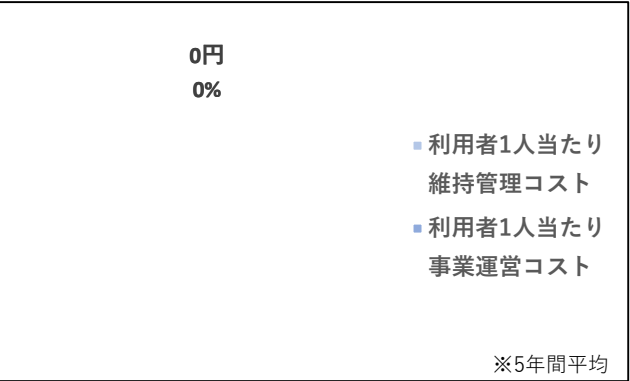 0円
0%
利用者1人当たり
維持管理コスト
利用者1人当たり
事業運営コスト
※5年間平均